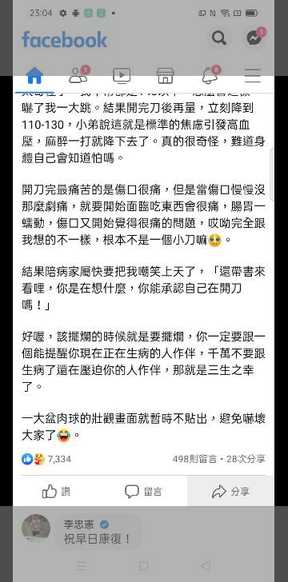 23:04
facebook
嚇了我一大跳。結果開完刀後再量，立刻降到
110-130，小弟說這就是標準的焦慮引發高血
壓，麻醉一打就降下去了。真的很奇怪，難道身
體自己會知道怕嗎。
開刀完最痛苦的是傷口很痛，但是當傷口慢慢沒
那麼劇痛，就要開始面臨吃東西會很痛，腸胃一
蠕動，傷口又開始覺得很痛的問題，哎呦完全跟
我想的不一樣，根本不是一個小刀嘛🥹。
結果陪病家屬快要把我嘲笑上天了，「還帶書來
看哩，你是在想什麼，你能承認自己在開刀
嗎！」
好喔，該擺爛的時候就是要擺爛，你一定要跟一
個能提醒你現在正在生病的人作伴，千萬不要跟
生病了還在壓迫你的人作伴，那就是三生之幸
了。
一大盆肉球的壯觀畫面就暫時不貼出，避免嚇壞
大家了😂。
7,334
498則留言・28次分享
讚
留言
分享
李忠憲
祝早日康復！